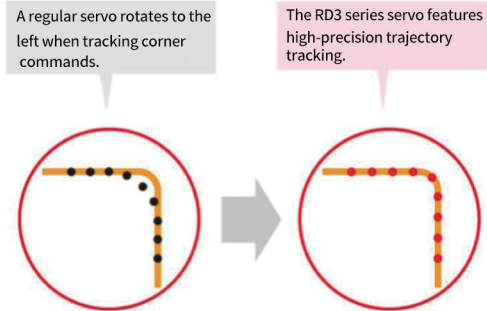 A regular servo rotates to the
left when tracking corner
commands.
The RD3 series servo features
high-precision trajectory
tracking.